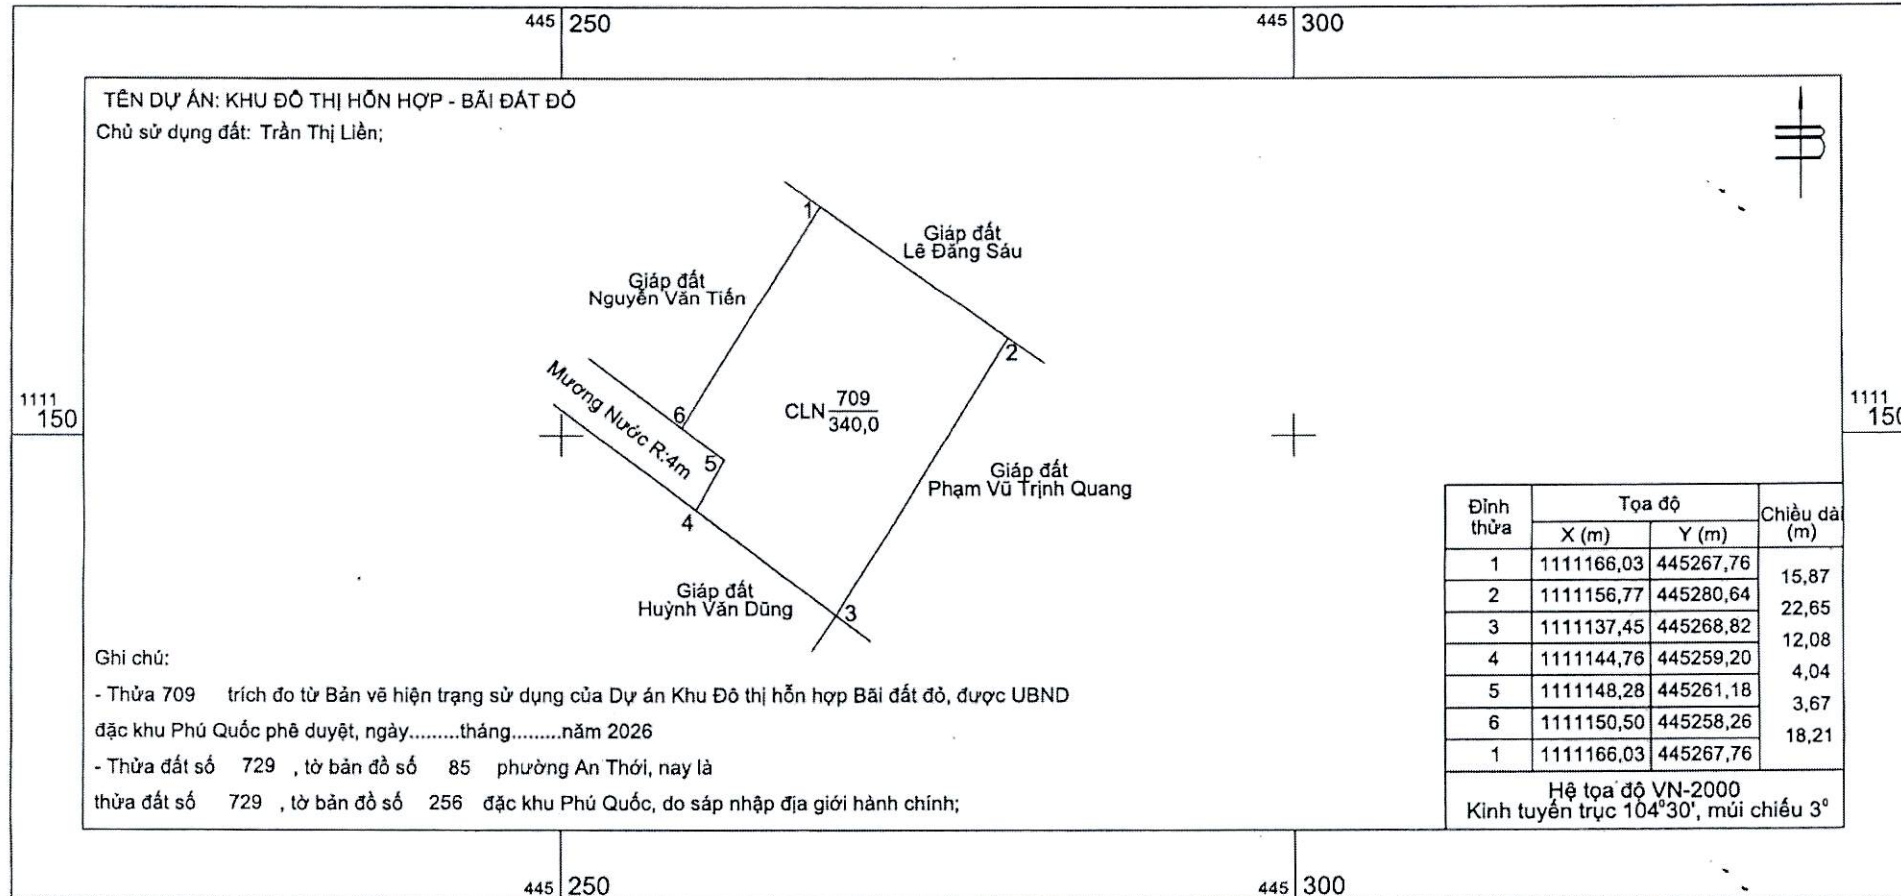 445 250
445 300
TÊN DỰ ÁN: KHU ĐÔ THỊ HỖN HỢP - BÃI ĐẤT ĐỎ
Chủ sử dụng đất: Trần Thị Liền;
1
Giáp đất
Lê Đăng Sáu
Giáp đất
Nguyễn Văn Tiến
2
Mương Nước R:4m
6
CLN 709
340,0
1111
150
1111
150
5
4
Giáp đất
Phạm Vũ Trịnh Quang
Giáp đất
Huỳnh Văn Dũng
3
Đỉnh thửa Tọa độ Chiều dài (m)
X (m) Y (m)
1 1111166,03 445267,76
15,87
2 1111156,77 445280,64
22,65
3 1111137,45 445268,82
12,08
4 1111144,76 445259,20
4,04
5 1111148,28 445261,18
3,67
6 1111150,50 445258,26
18,21
1 1111166,03 445267,76
Hệ tọa độ VN-2000
Kinh tuyến trục 104°30', múi chiếu 3°
Ghi chú:
- Thửa 709 trích đo từ Bản vẽ hiện trạng sử dụng của Dự án Khu Đô thị hỗn hợp Bãi đất đỏ, được UBND
đặc khu Phú Quốc phê duyệt, ngày.........tháng.........năm 2026
- Thửa đất số 729 , tờ bản đồ số 85 phường An Thới, nay là
thửa đất số 729 , tờ bản đồ số 256 đặc khu Phú Quốc, do sáp nhập địa giới hành chính;
445 250
445 300